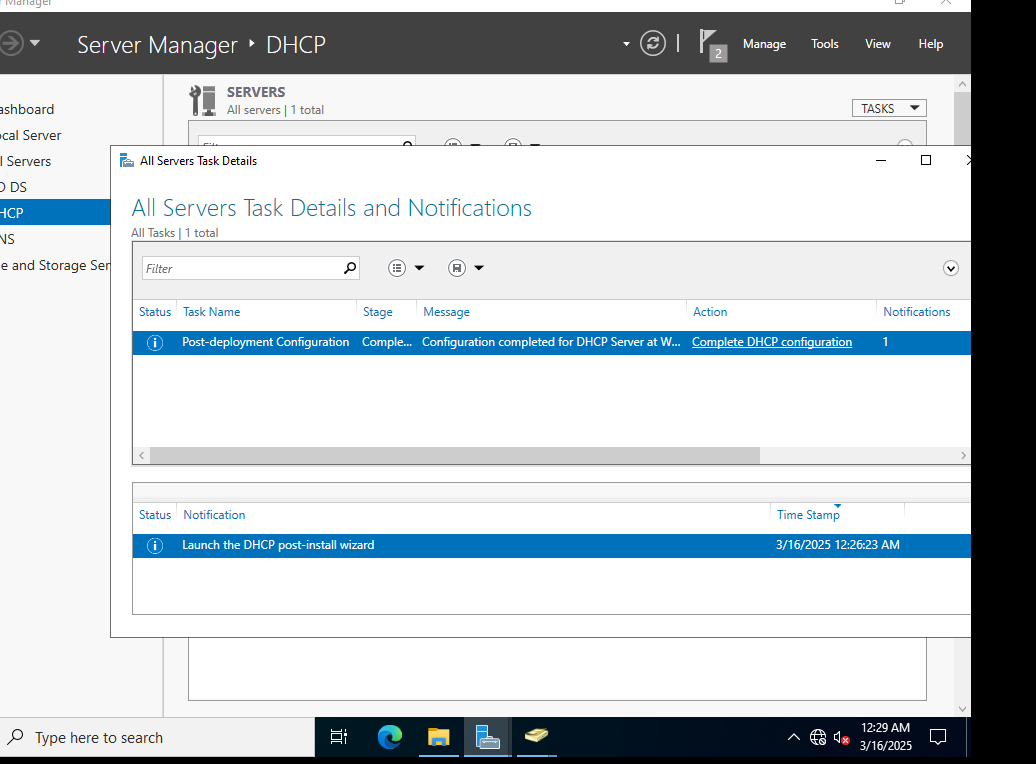 r Manager
Server Manager ‣ DHCP
2
Manage Tools View Help
SERVERS
All servers | 1 total
TASKS
ashboard
ocal Server
l Servers
D DS
HCP
NS
e and Storage Ser
All Servers Task Details
All Servers Task Details and Notifications
All Tasks | 1 total
Filter
Status Task Name Stage Message Action Notifications
Post-deployment Configuration Comple... Configuration completed for DHCP Server at W... Complete DHCP configuration 1
Status Notification Time Stamp
Launch the DHCP post-install wizard 3/16/2025 12:26:23 AM
Type here to search
12:29 AM
3/16/2025